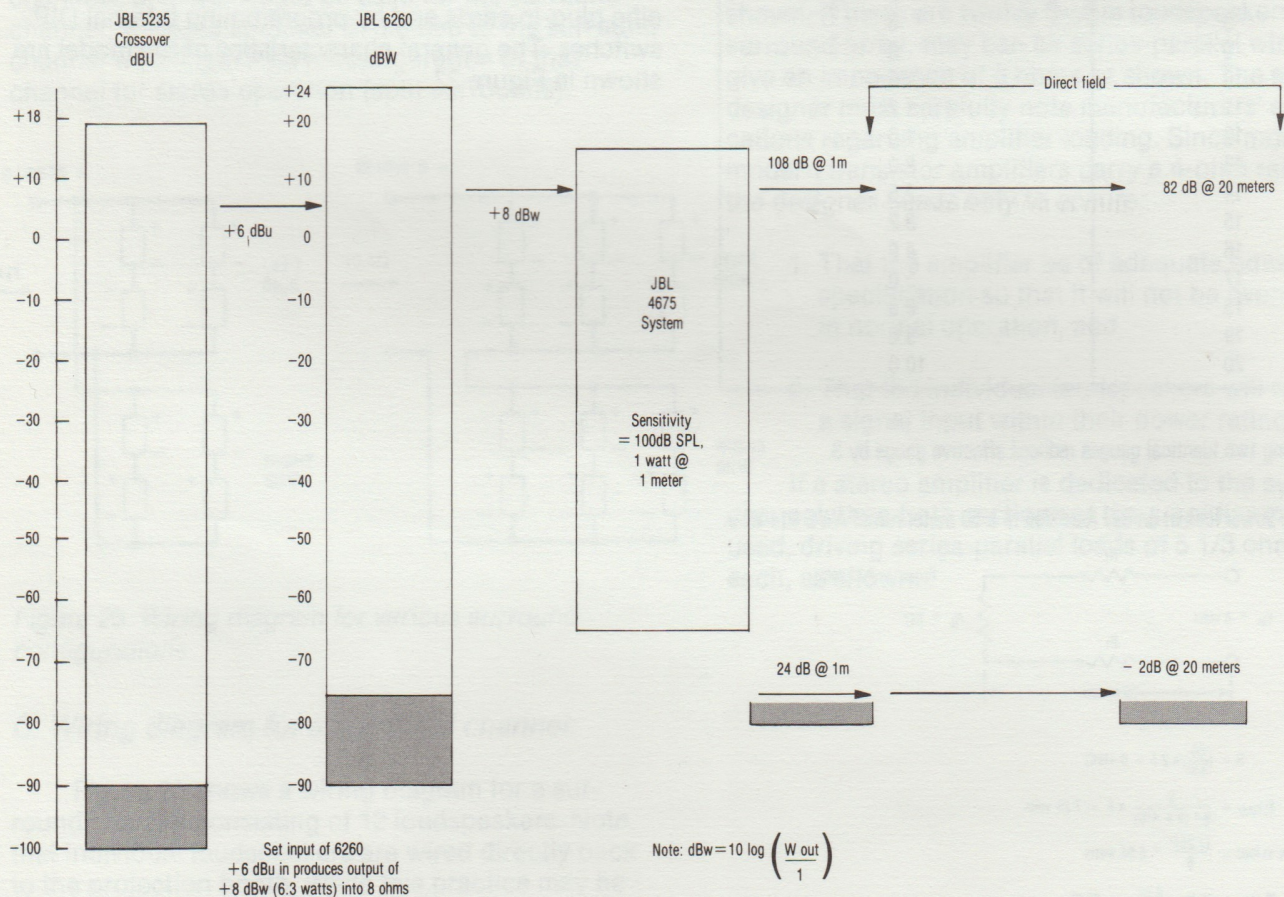 JBL 5235
Crossover
dBU
JBL 6260
dBW
+18
+10
0
-10
-20
-30
-40
-50
-60
-70
-80
-90
-100
+6 dBu
+24
+20
+10
0
-10
-20
-30
-40
-50
-60
-70
-80
-90
+8 dBw
JBL
4675
System
Sensitivity
= 100dB SPL,
1 watt @
1 meter
Direct field
108 dB @ 1m
82 dB @ 20 meters
24 dB @ 1m
- 2dB @ 20 meters
Set input of 6260
+6 dBu in produces output of
+8 dBw (6.3 watts) into 8 ohms
Note: dBw=10 log (W out / 1)